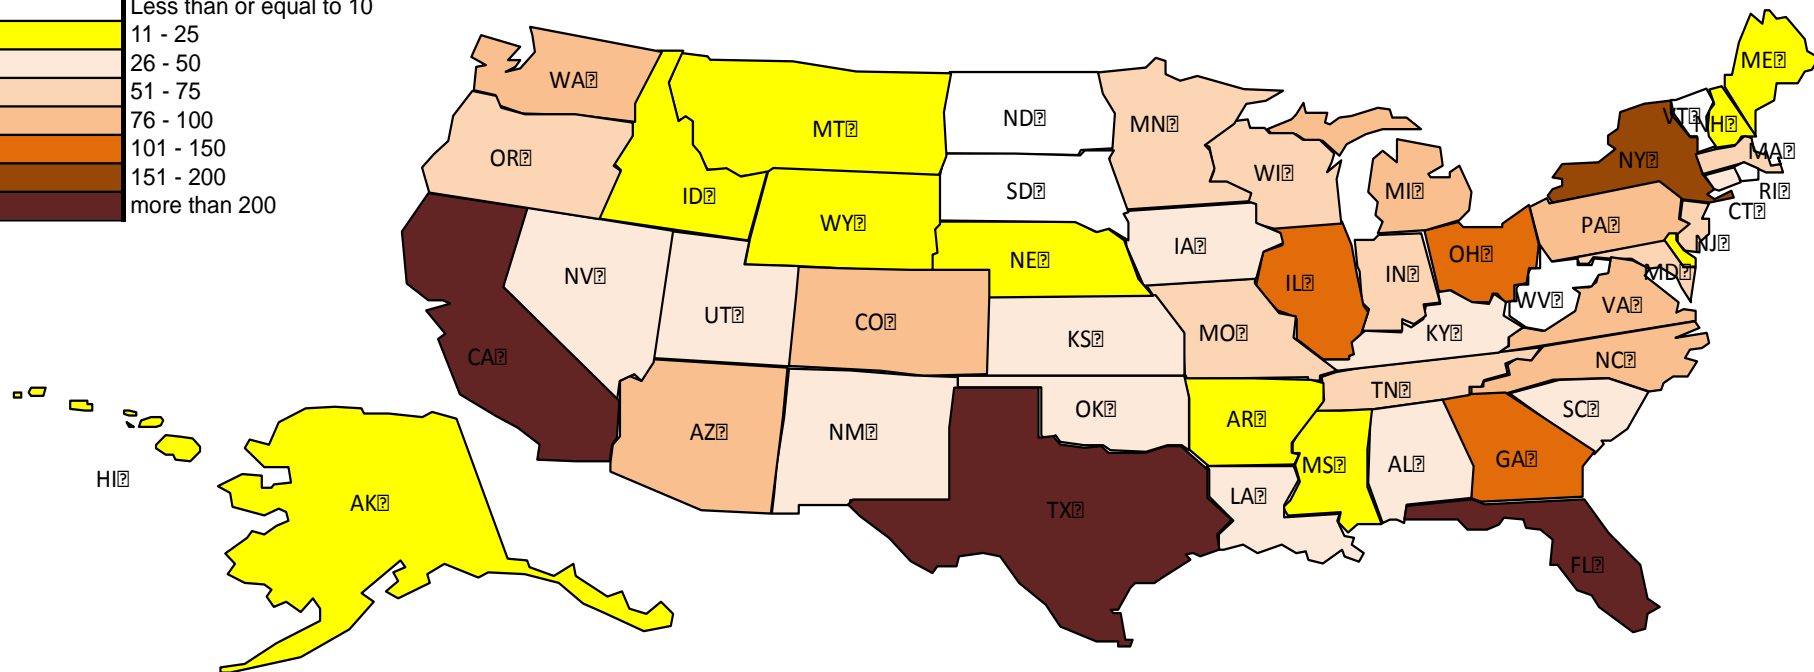 Less than or equal to 10
11 - 25
26 - 50
51 - 75
76 - 100
101 - 150
151 - 200
more than 200
WA⍰
OR⍰
CA⍰
NV⍰
ID⍰
MT⍰
WY⍰
UT⍰
CO⍰
AZ⍰
NM⍰
ND⍰
SD⍰
NE⍰
KS⍰
OK⍰
TX⍰
MN⍰
IA⍰
MO⍰
AR⍰
LA⍰
WI⍰
IL⍰
MI⍰
IN⍰
OH⍰
KY⍰
TN⍰
MS⍰
AL⍰
GA⍰
FL⍰
SC⍰
NC⍰
VA⍰
WV⍰
MD⍰
PA⍰
NJ⍰
NY⍰
CT⍰
RI⍰
MA⍰
VT⍰
NH⍰
ME⍰
AK⍰
HI⍰